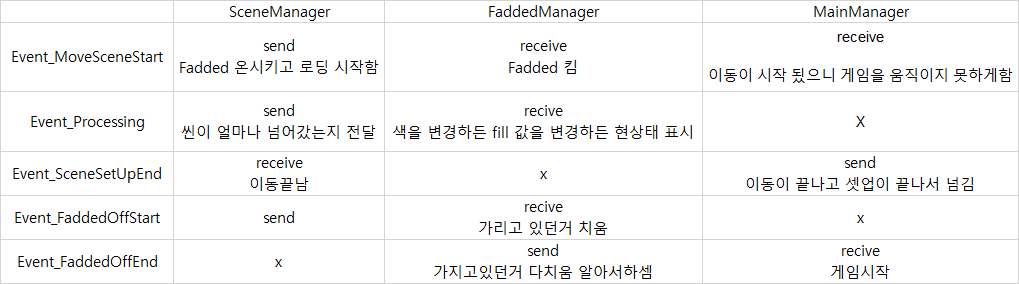 SceneManager FaddedManager MainManager
Event_MoveSceneStart
send
Fadded 온시키고 로딩 시작함
receive
Fadded 킴
receive
이동이 시작 됬으니 게임을 움직이지 못하게함
Event_Processing
send
씬이 얼마나 넘어갔는지 전달
recive
색을 변경하든 fill 값을 변경하든 현상태 표시
X
Event_SceneSetUpEnd
receive
이동끝남
x
send
이동이 끝나고 셋업이 끝나서 넘김
Event_FaddedOffStart
send
recive
가리고 있던거 치움
x
Event_FaddedOffEnd
x
send
가지고있던거 다치움 알아서하셈
recive
게임시작